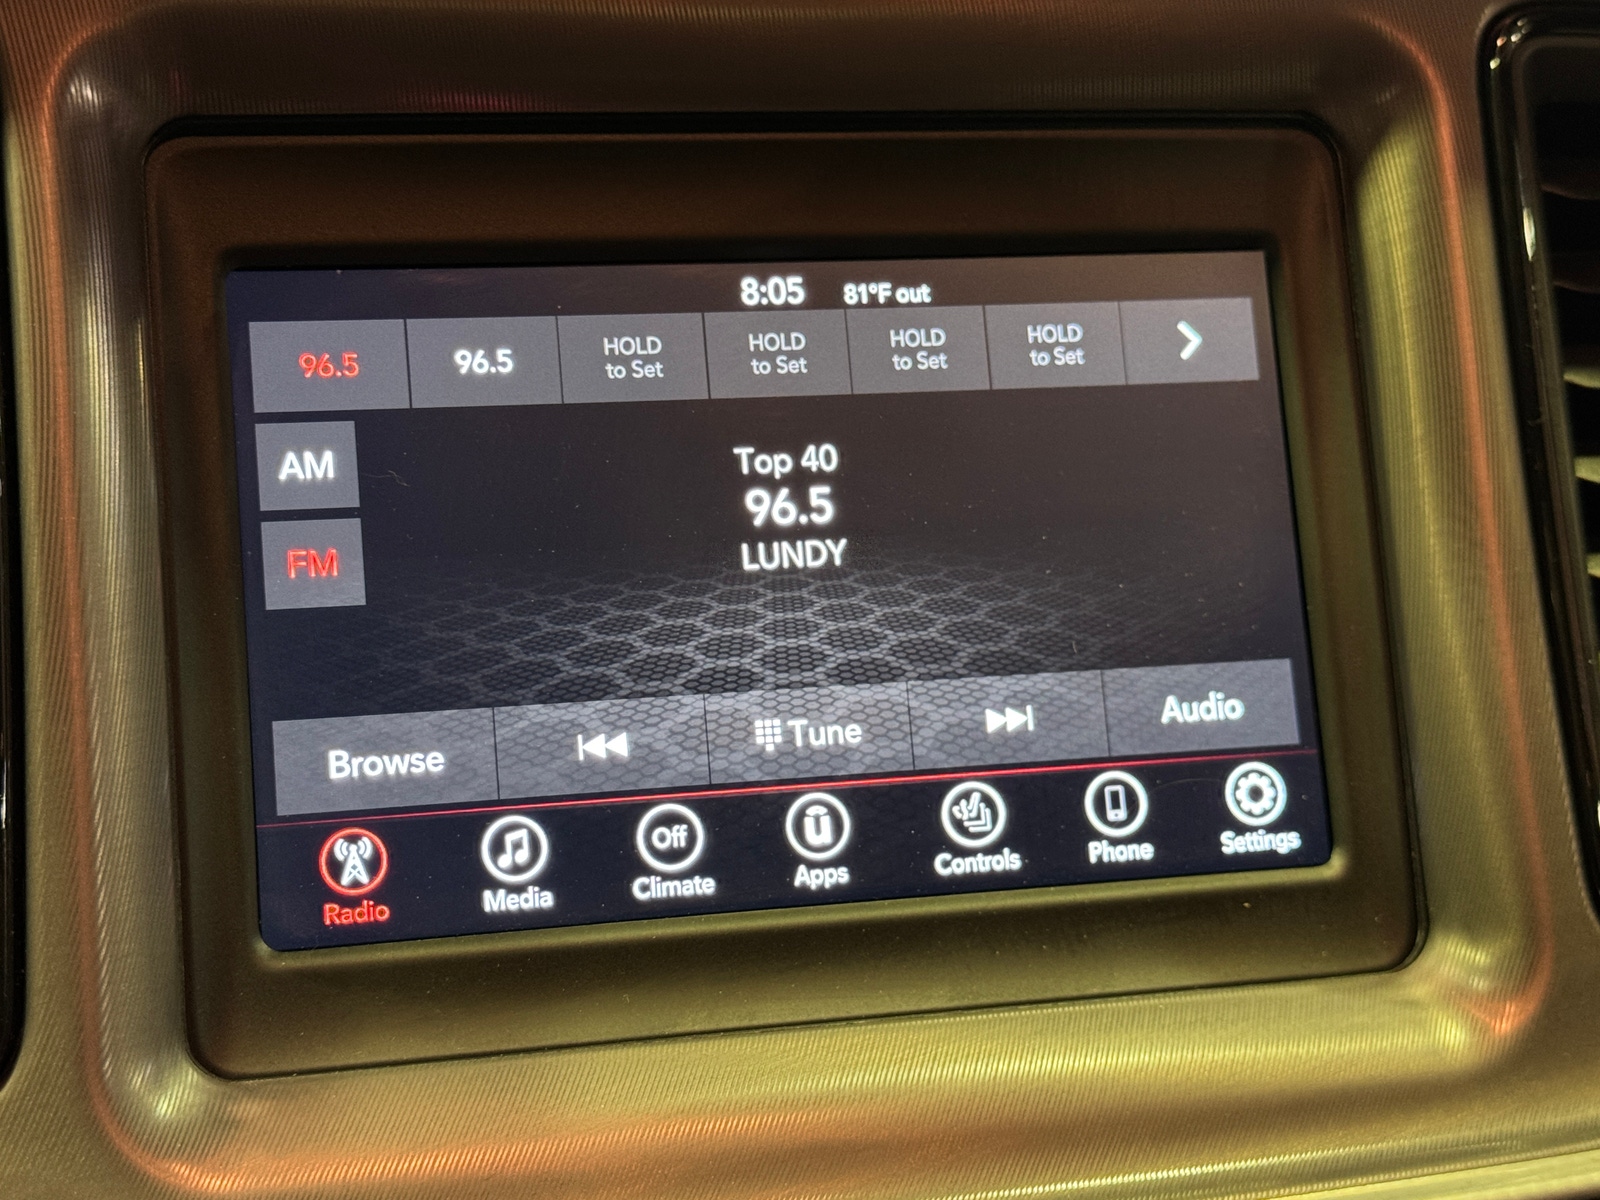 8:05 81°F out
96.5 96.5 HOLD to Set HOLD to Set HOLD to Set HOLD to Set
AM
FM
Top 40
96.5
LUNDY
Browse Tune Audio
Off u
Radio Media Climate Apps Controls Phone Settings